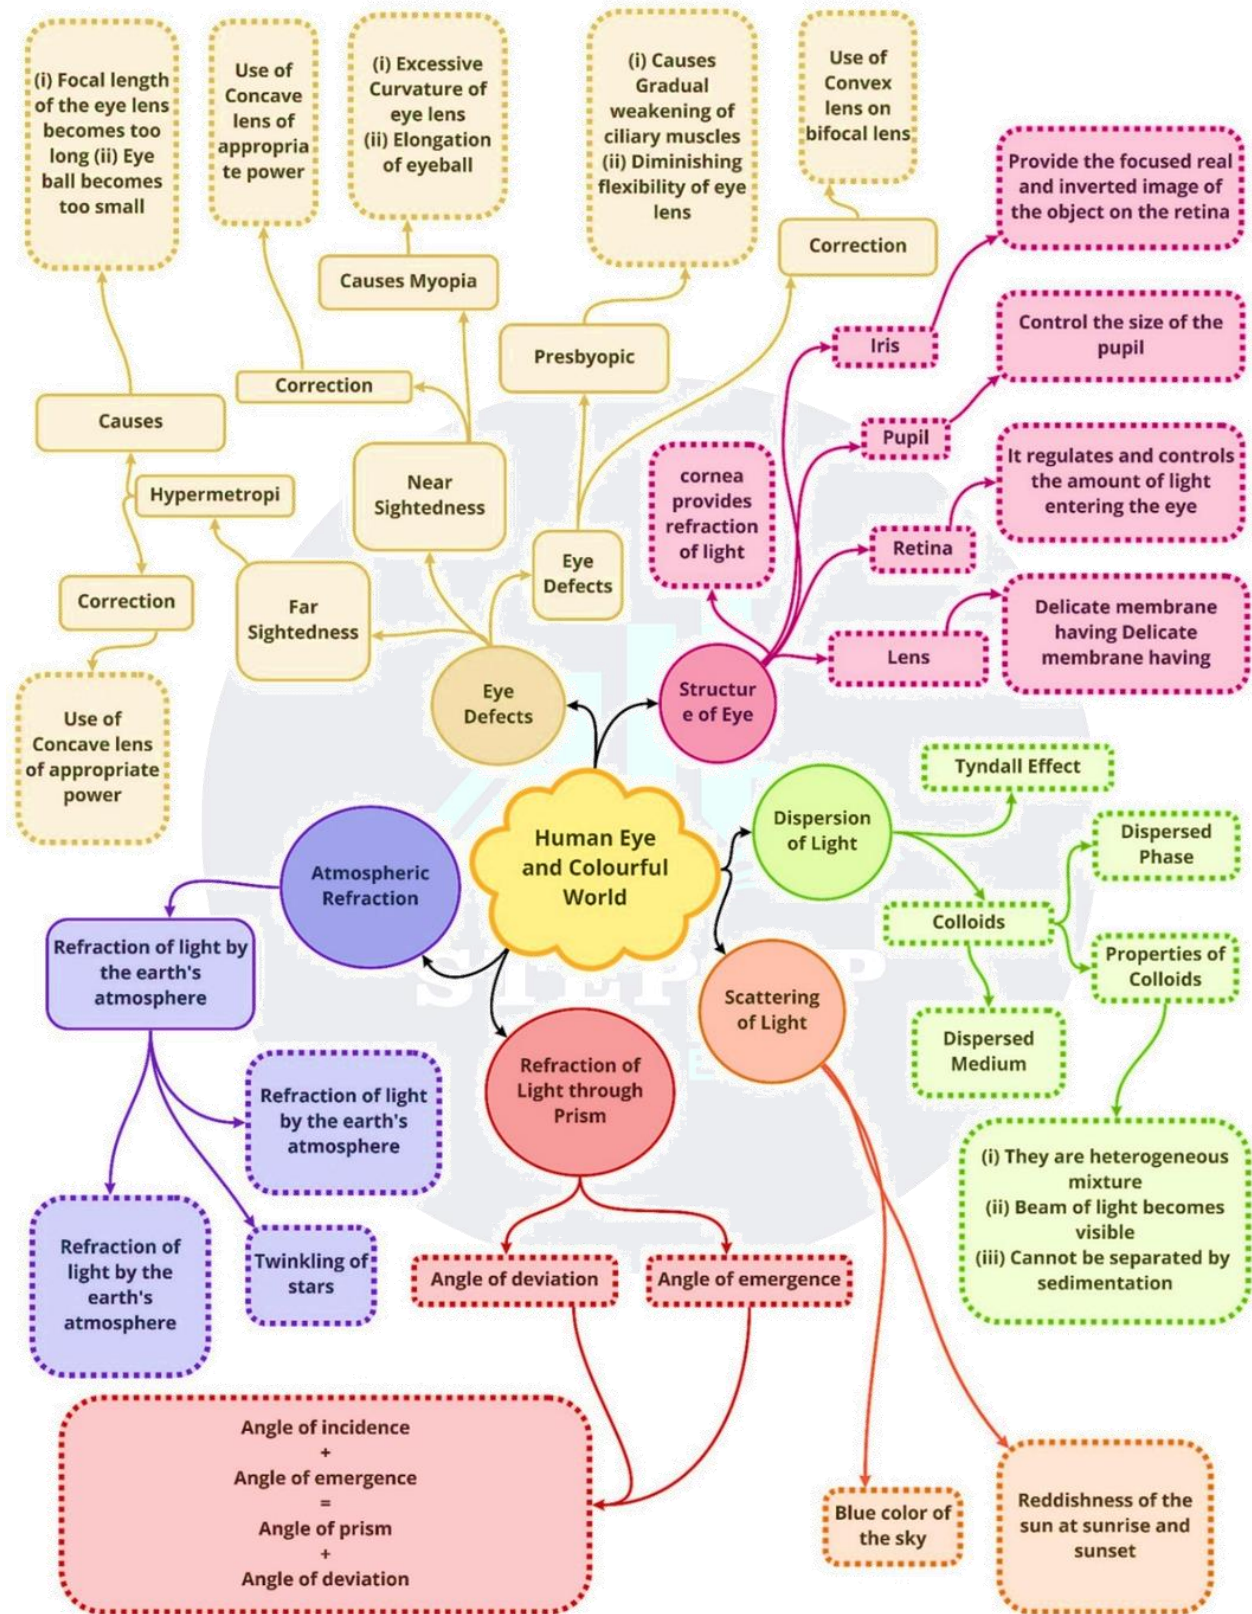 (i) Focal length
of the eye lens
becomes too
long (ii) Eye
ball becomes
too small
Use of
Concave
lens of
appropria
te power
(i) Excessive
Curvature of
eye lens
(ii) Elongation
of eyeball
(i) Causes
Gradual
weakening of
ciliary muscles
(ii) Diminishing
flexibility of eye
lens
Use of
Convex
lens on
bifocal lens
Provide the focused real
and inverted image of
the object on the retina
Correction
Causes Myopia
Control the size of the
pupil
Iris
Presbyopic
Correction
Causes
Pupil
It regulates and controls
the amount of light
entering the eye
cornea
provides
refraction
of light
Near
Sightedness
Hypermetropi
Retina
Eye
Defects
Correction
Far
Sightedness
Delicate membrane
having Delicate
membrane having
Lens
Eye
Defects
Structur
e of Eye
Use of
Concave lens
of appropriate
power
Tyndall Effect
Dispersion
of Light
Dispersed
Phase
Human Eye
and Colourful
World
Atmospheric
Refraction
Colloids
Refraction of light by
the earth's
atmosphere
Properties of
Colloids
STEP UP
Scattering
of Light
Dispersed
Medium
Refraction of
Light through
Prism
Refraction of light
by the earth's
atmosphere
(i) They are heterogeneous
mixture
(ii) Beam of light becomes
visible
(iii) Cannot be separated by
sedimentation
Refraction of
light by the
earth's
atmosphere
Twinkling of
stars
Angle of deviation
Angle of emergence
Angle of incidence
+
Angle of emergence
=
Angle of prism
+
Angle of deviation
Blue color of
the sky
Reddishness of the
sun at sunrise and
sunset